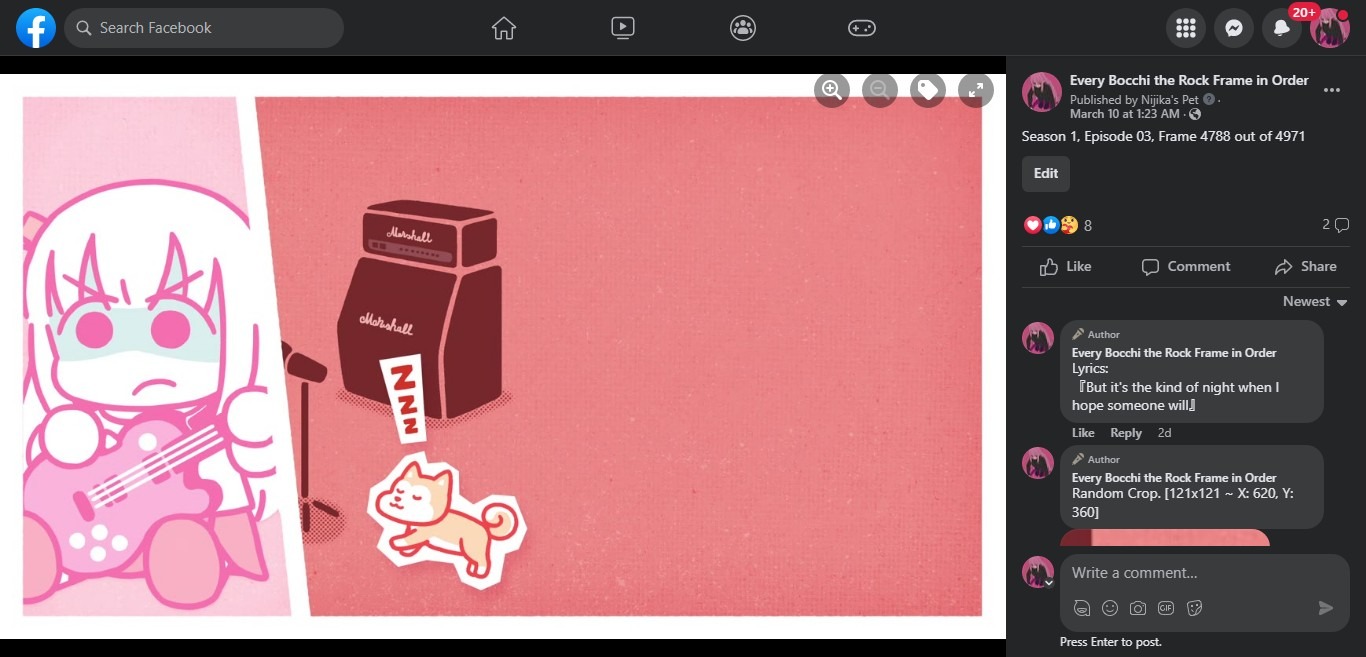 Search Facebook
20+
Marshall
Marshall
N
N
N
N
Every Bocchi the Rock Frame in Order
Published by Nijika's Pet ·
March 10 at 1:23 AM ·
Season 1, Episode 03, Frame 4788 out of 4971
Edit
8
2
Like
Comment
Share
Newest
Author
Every Bocchi the Rock Frame in Order
Lyrics:
『But it's the kind of night when I
hope someone will』
Like Reply 2d
Author
Every Bocchi the Rock Frame in Order
Random Crop. [121x121 ~ X: 620, Y:
360]
Write a comment...
GIF
Press Enter to post.